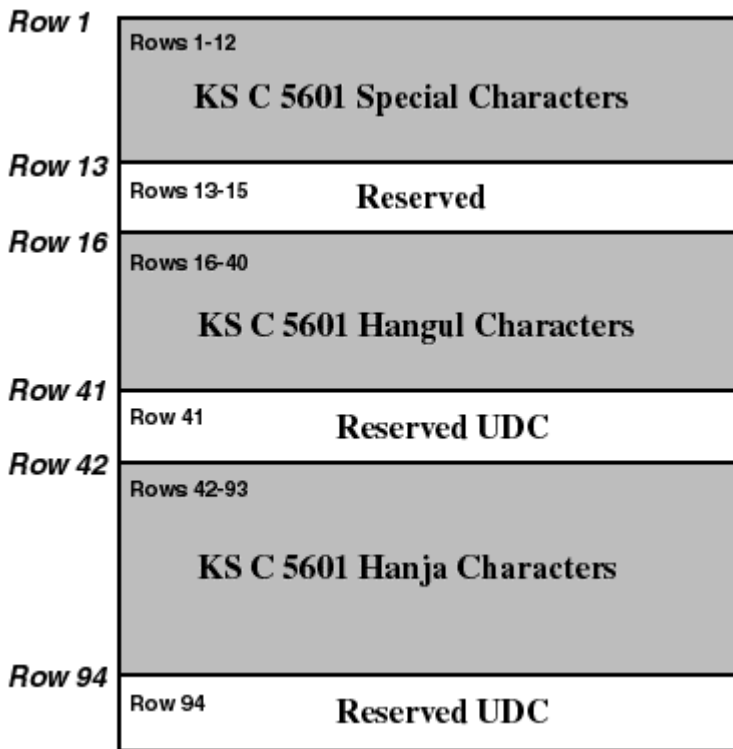 Row 1
Rows 1-12
KS C 5601 Special Characters
Row 13
Rows 13-15
Reserved
Row 16
Rows 16-40
KS C 5601 Hangul Characters
Row 41
Row 41
Reserved UDC
Row 42
Rows 42-93
KS C 5601 Hanja Characters
Row 94
Row 94
Reserved UDC